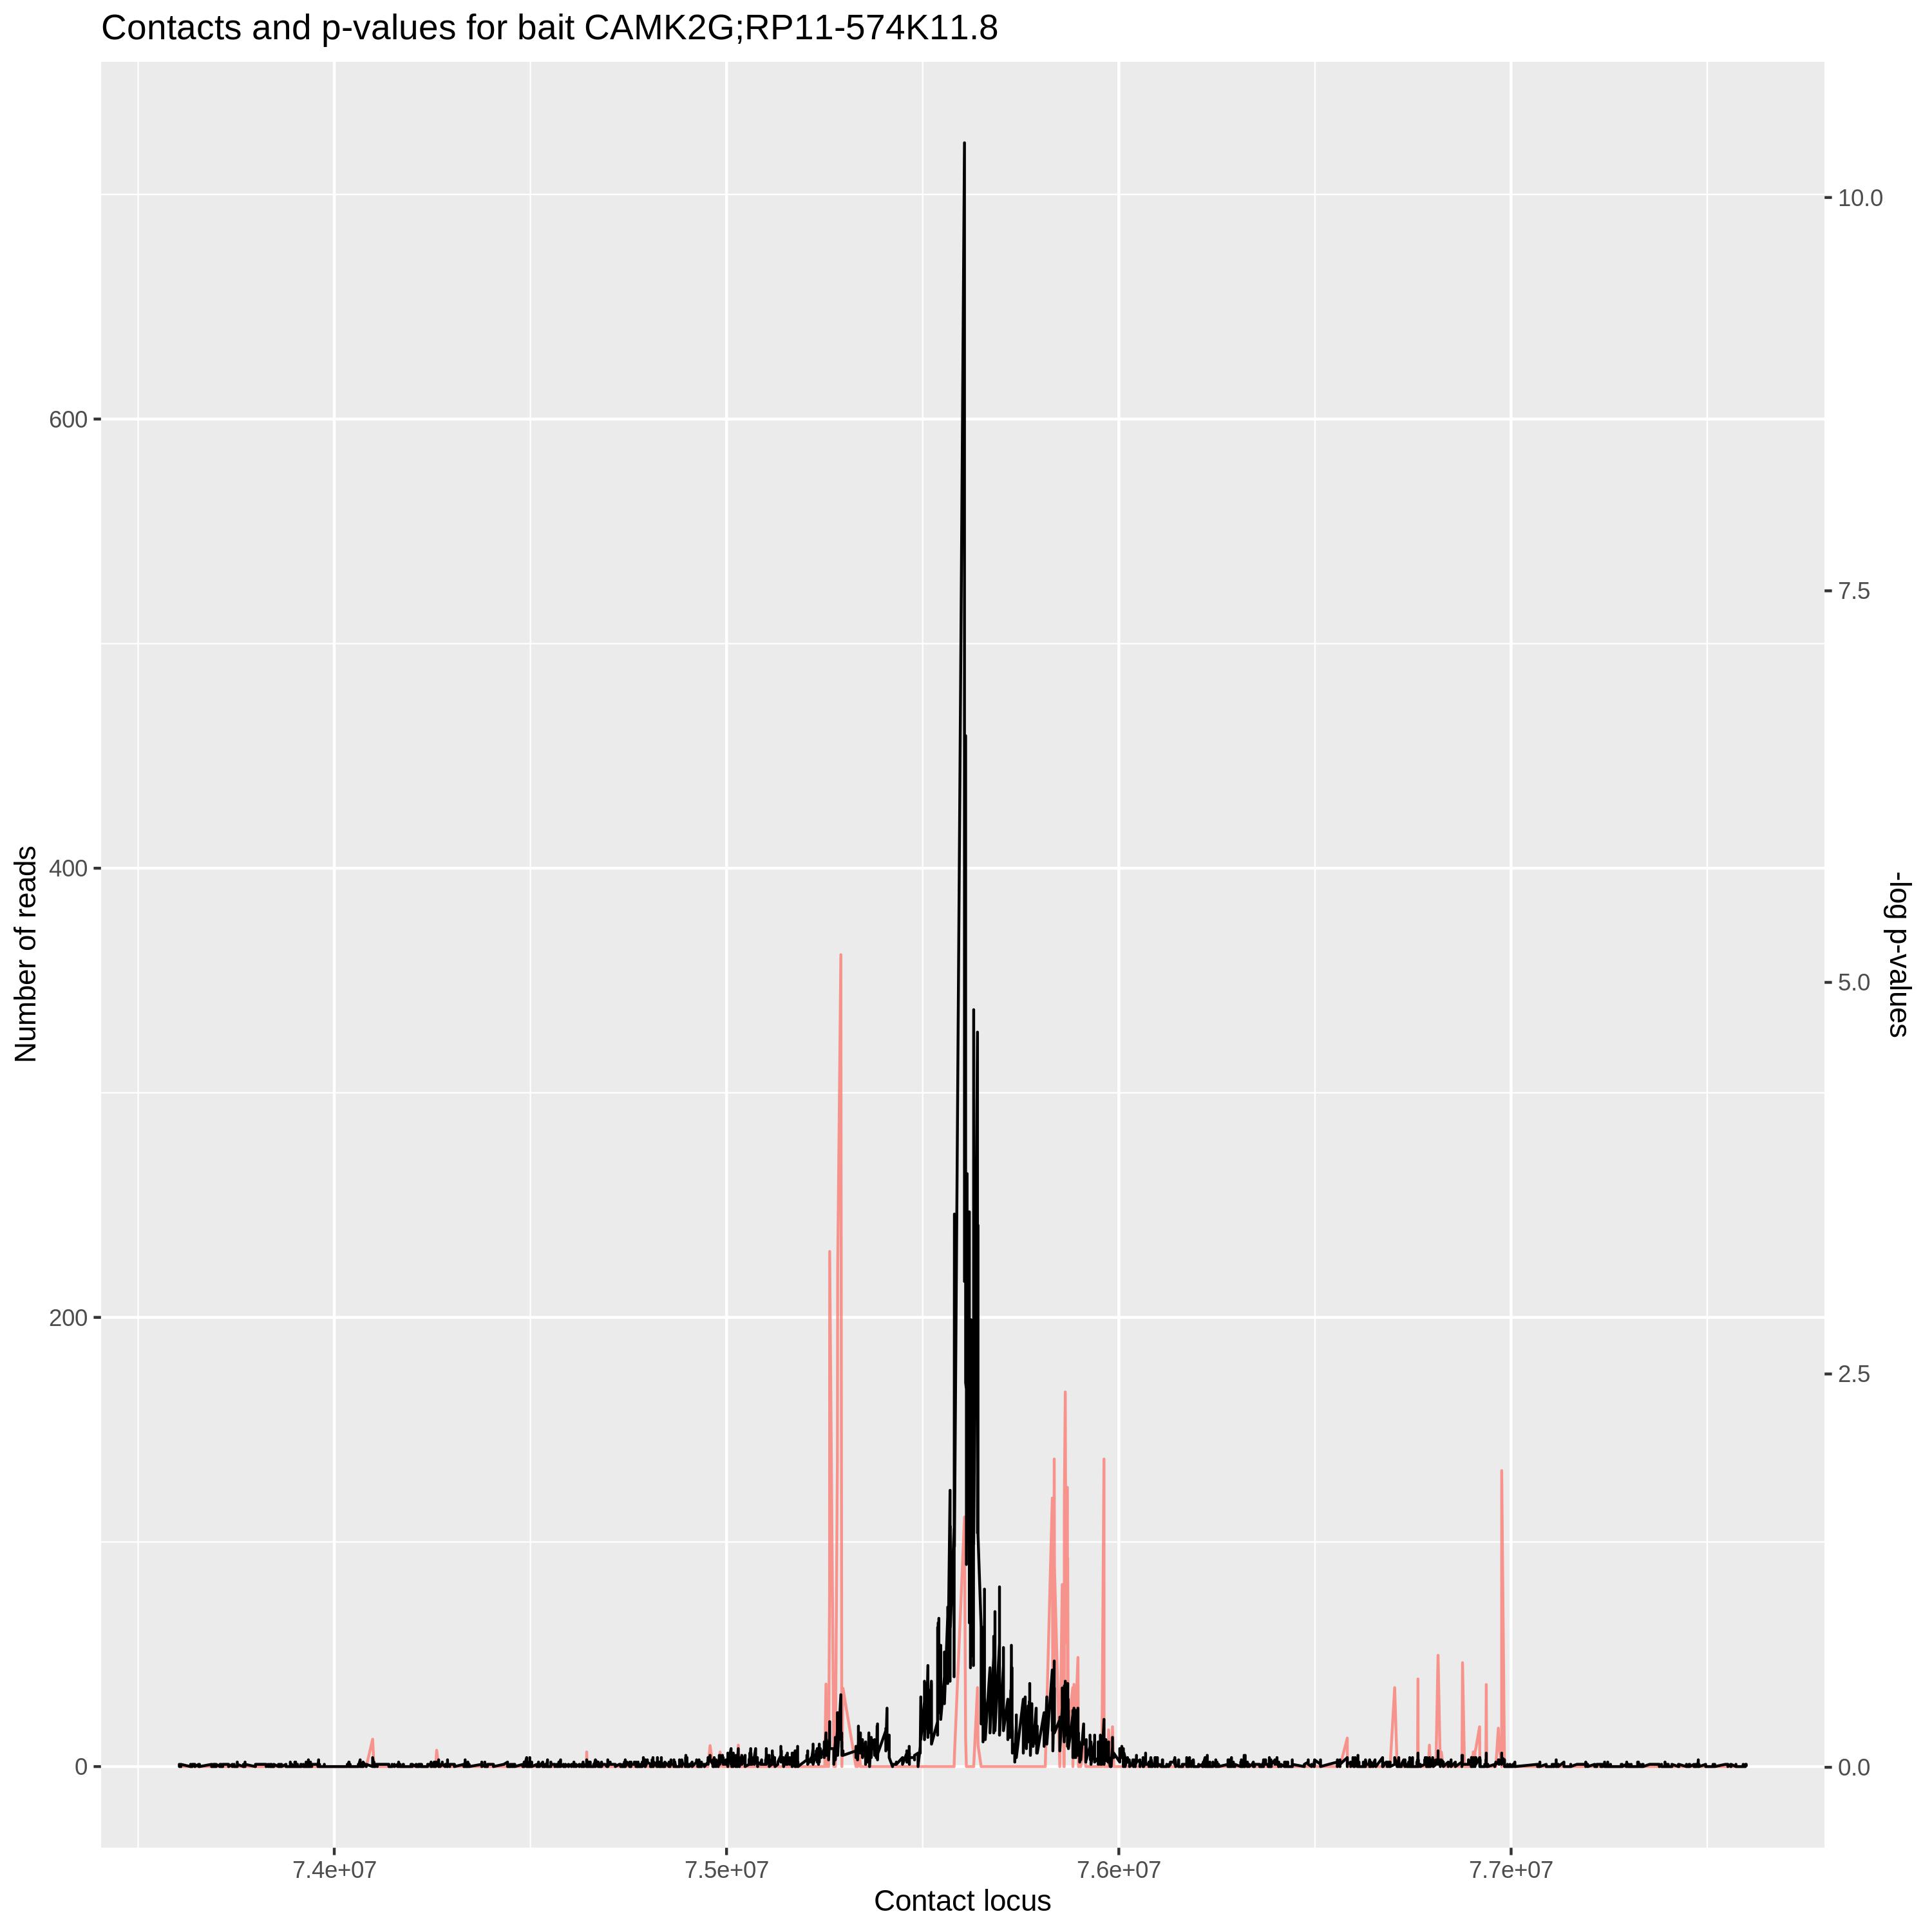 Contacts and p-values for bait CAMK2G;RP11-574K11.8
Number of reads
600
400
200
0
10.0
7.5
5.0
2.5
0.0
-log p-values
7.4e+07
7.5e+07
7.6e+07
7.7e+07
Contact locus